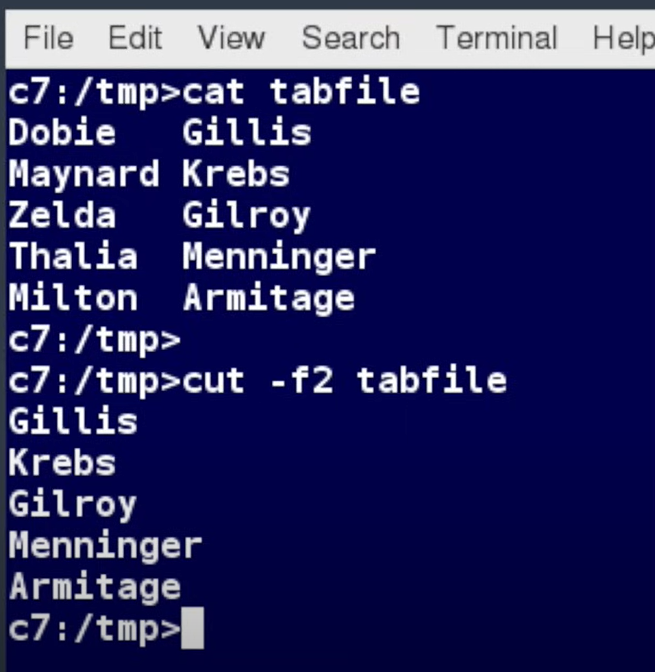 File Edit View Search Terminal Help
c7:/tmp>cat tabfile
Dobie   Gillis
Maynard Krebs
Zelda   Gilroy
Thalia  Menninger
Milton  Armitage
c7:/tmp>
c7:/tmp>cut -f2 tabfile
Gillis
Krebs
Gilroy
Menninger
Armitage
c7:/tmp>